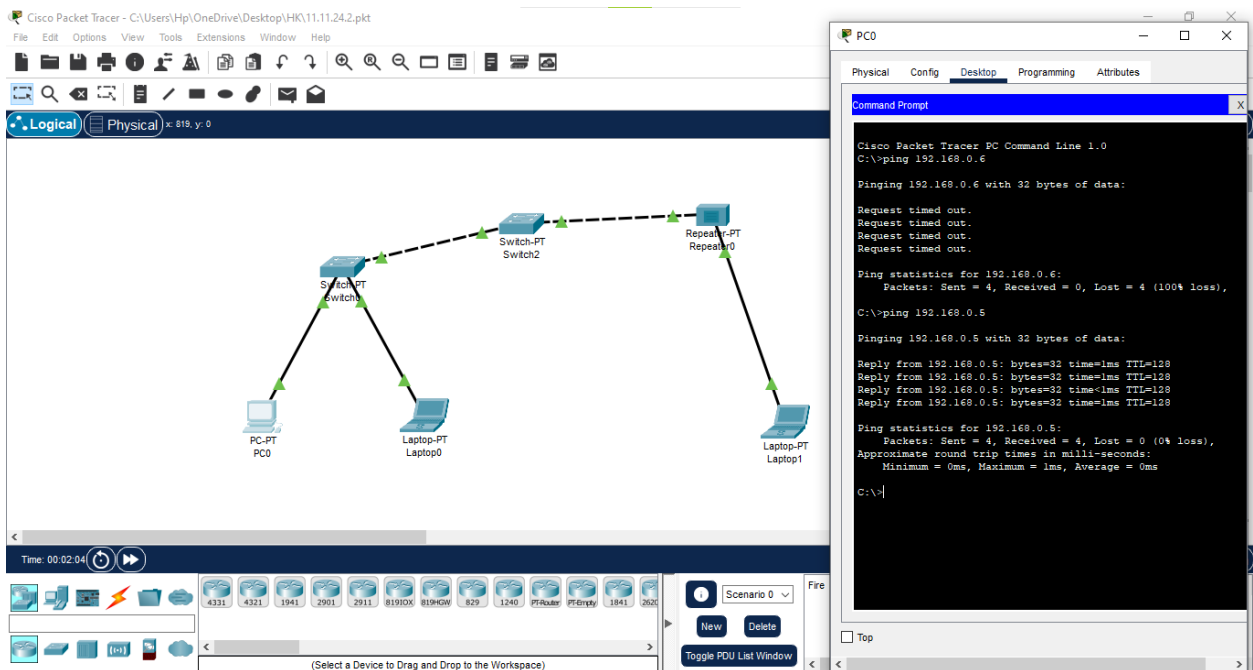 Cisco Packet Tracer - C:\Users\Hp\OneDrive\Desktop\HK\11.11.24.2.pkt
File Edit Options View Tools Extensions Window Help
Logical Physical x: 819, y: 0
Switch-PT
Switch2
Repeater-PT
Repeater0
Switch-PT
Switch0
PC-PT
PC0
Laptop-PT
Laptop0
Laptop-PT
Laptop1
Time: 00:02:04
4331 4321 1941 2901 2911 819IOX 819HGW 829 1240 PT-Router PT-Empty 1841 2620
(Select a Device to Drag and Drop to the Workspace)
Scenario 0
New Delete
Toggle PDU List Window
Fire
PC0
Physical Config Desktop Programming Attributes
Command Prompt
X
Cisco Packet Tracer PC Command Line 1.0
C:\>ping 192.168.0.6
Pinging 192.168.0.6 with 32 bytes of data:
Request timed out.
Request timed out.
Request timed out.
Request timed out.
Ping statistics for 192.168.0.6:
Packets: Sent = 4, Received = 0, Lost = 4 (100% loss),
C:\>ping 192.168.0.5
Pinging 192.168.0.5 with 32 bytes of data:
Reply from 192.168.0.5: bytes=32 time=1ms TTL=128
Reply from 192.168.0.5: bytes=32 time=1ms TTL=128
Reply from 192.168.0.5: bytes=32 time<1ms TTL=128
Reply from 192.168.0.5: bytes=32 time=1ms TTL=128
Ping statistics for 192.168.0.5:
Packets: Sent = 4, Received = 4, Lost = 0 (0% loss),
Approximate round trip times in milli-seconds:
Minimum = 0ms, Maximum = 1ms, Average = 0ms
C:\>
Top